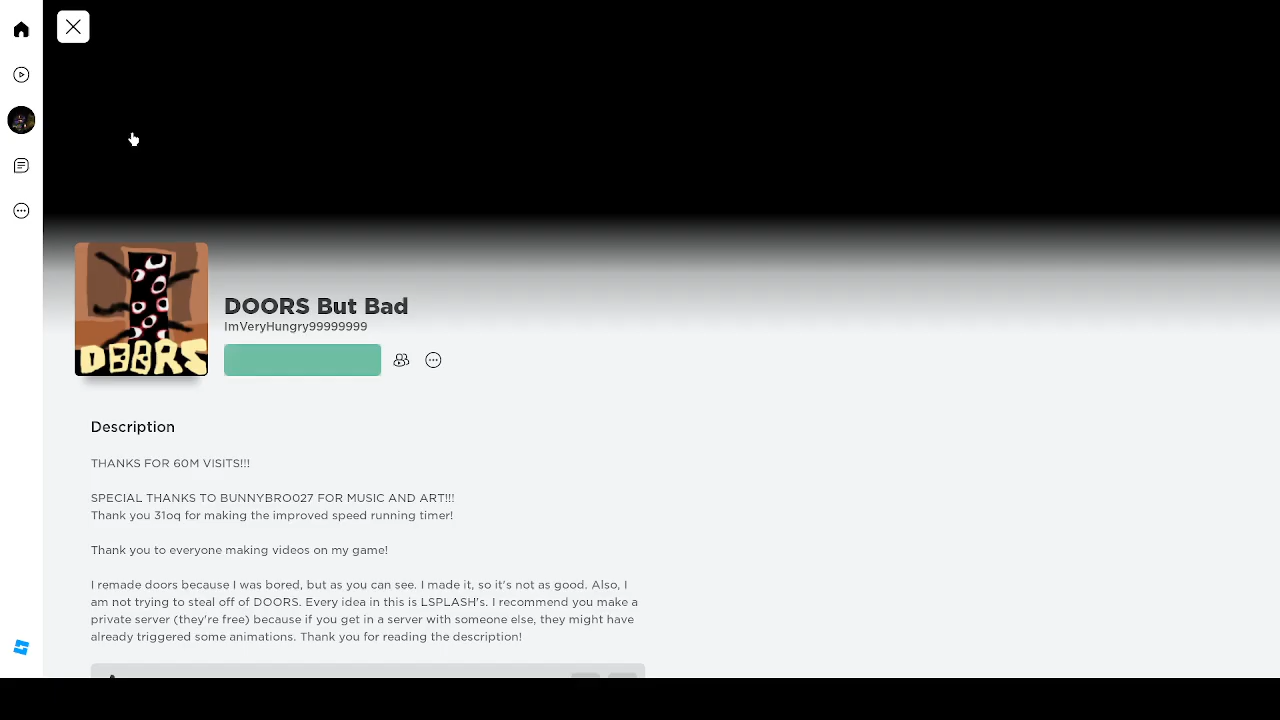 DOORS
DOORS But Bad
ImVeryHungry99999999
Description
THANKS FOR 60M VISITS!!!
SPECIAL THANKS TO BUNNYBRO027 FOR MUSIC AND ART!!!
Thank you 31oq for making the improved speed running timer!
Thank you to everyone making videos on my game!
I remade doors because I was bored, but as you can see. I made it, so it's not as good. Also, I
am not trying to steal off of DOORS. Every idea in this is LSPLASH's. I recommend you make a
private server (they're free) because if you get in a server with someone else, they might have
already triggered some animations. Thank you for reading the description!